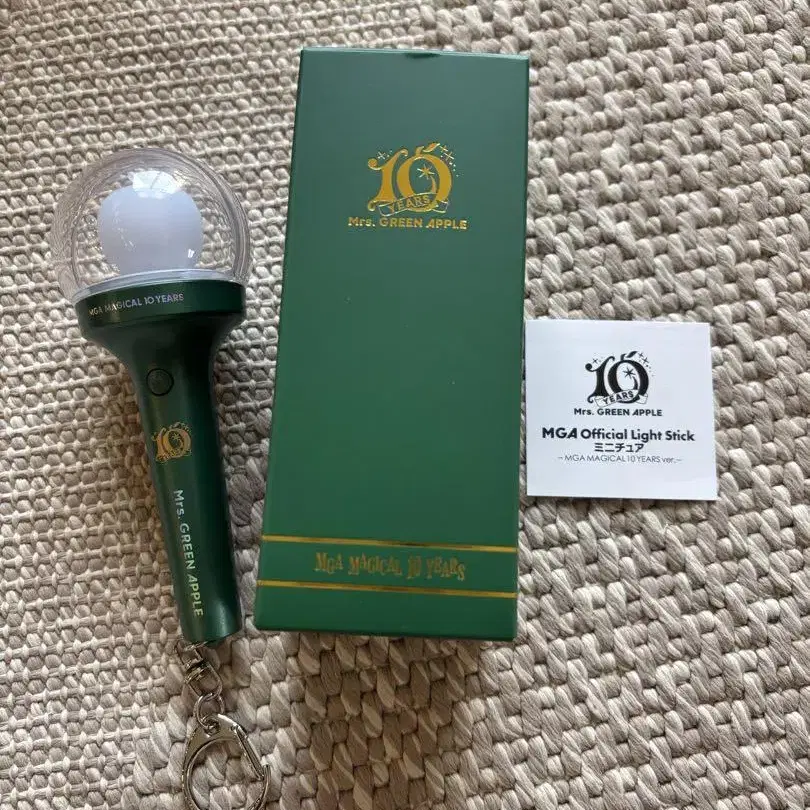 MGA MAGICAL 10 YEARS
10
YEARS
Mrs. GREEN APPLE
10
YEARS
Mrs. GREEN APPLE
MGA MAGICAL 10 YEARS
10
YEARS
Mrs. GREEN APPLE
MGA Official Light Stick
ミニチュア
–MGA MAGICAL 10 YEARS ver.–